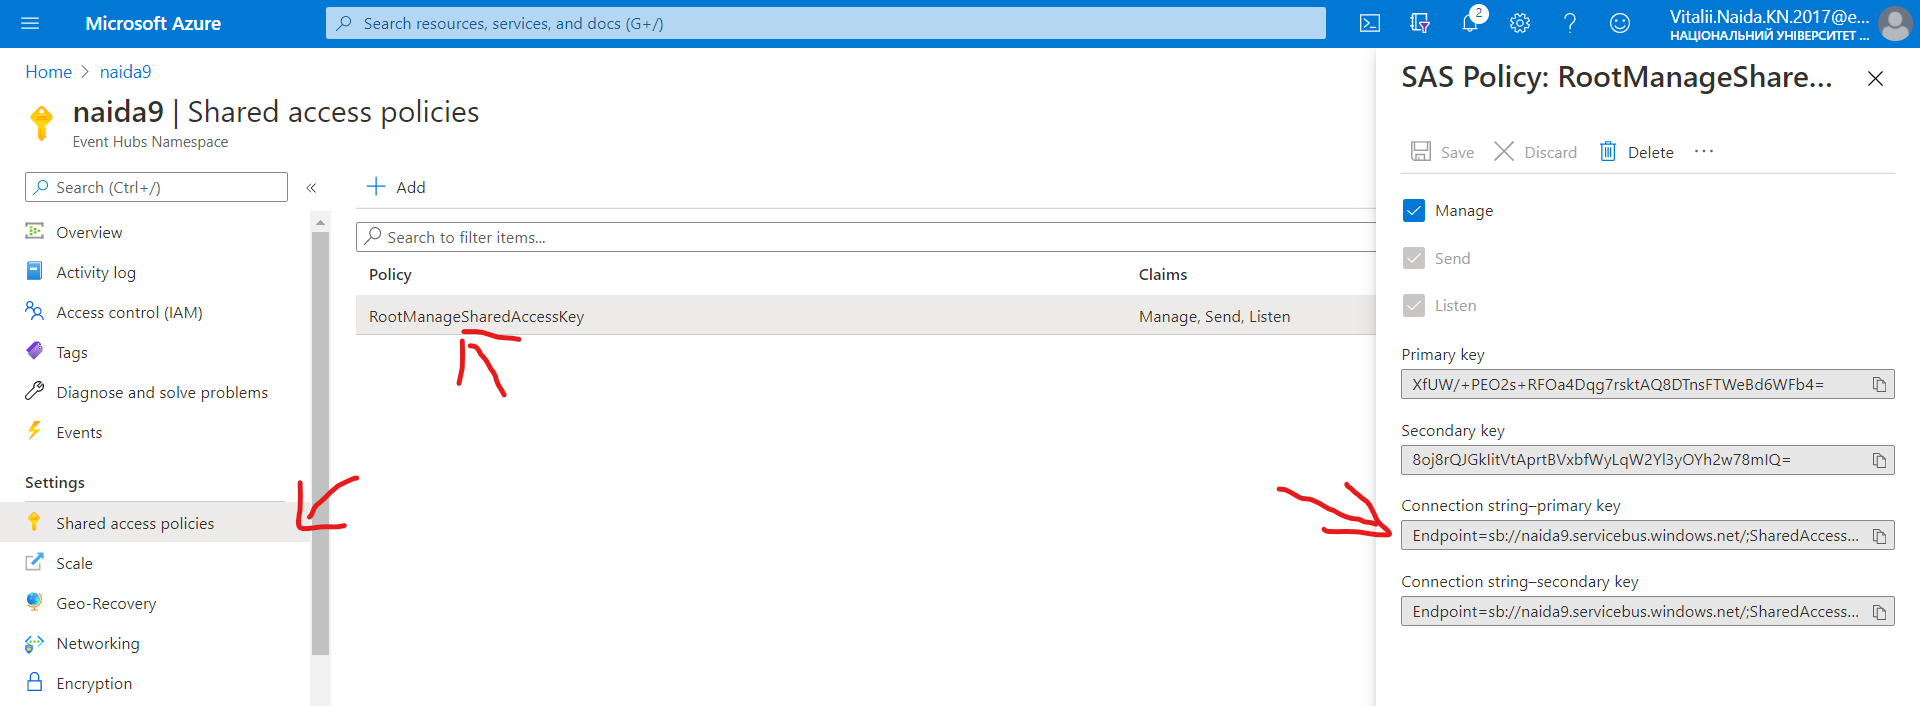 Microsoft Azure
Search resources, services, and docs (G+/)
2
Vitalii.Naida.KN.2017@e...
НАЦІОНАЛЬНИЙ УНІВЕРСИТЕТ ...
Home > naida9
naida9 | Shared access policies
Event Hubs Namespace
Search (Ctrl+/)
«
Overview
Activity log
Access control (IAM)
Tags
Diagnose and solve problems
Events
Settings
Shared access policies
Scale
Geo-Recovery
Networking
Encryption
Add
Search to filter items...
Policy Claims
RootManageSharedAccessKey Manage, Send, Listen
SAS Policy: RootManageShare...
Save Discard Delete ...
Manage
Send
Listen
Primary key
XfUW/+PEO2s+RFOa4Dqg7rsktAQ8DTnsFTWeBd6WFb4=
Secondary key
8oj8rQJGkIitVtAprtBVxbfWyLqW2Yl3yOYh2w78mIQ=
Connection string–primary key
Endpoint=sb://naida9.servicebus.windows.net/;SharedAccess...
Connection string–secondary key
Endpoint=sb://naida9.servicebus.windows.net/;SharedAccess...